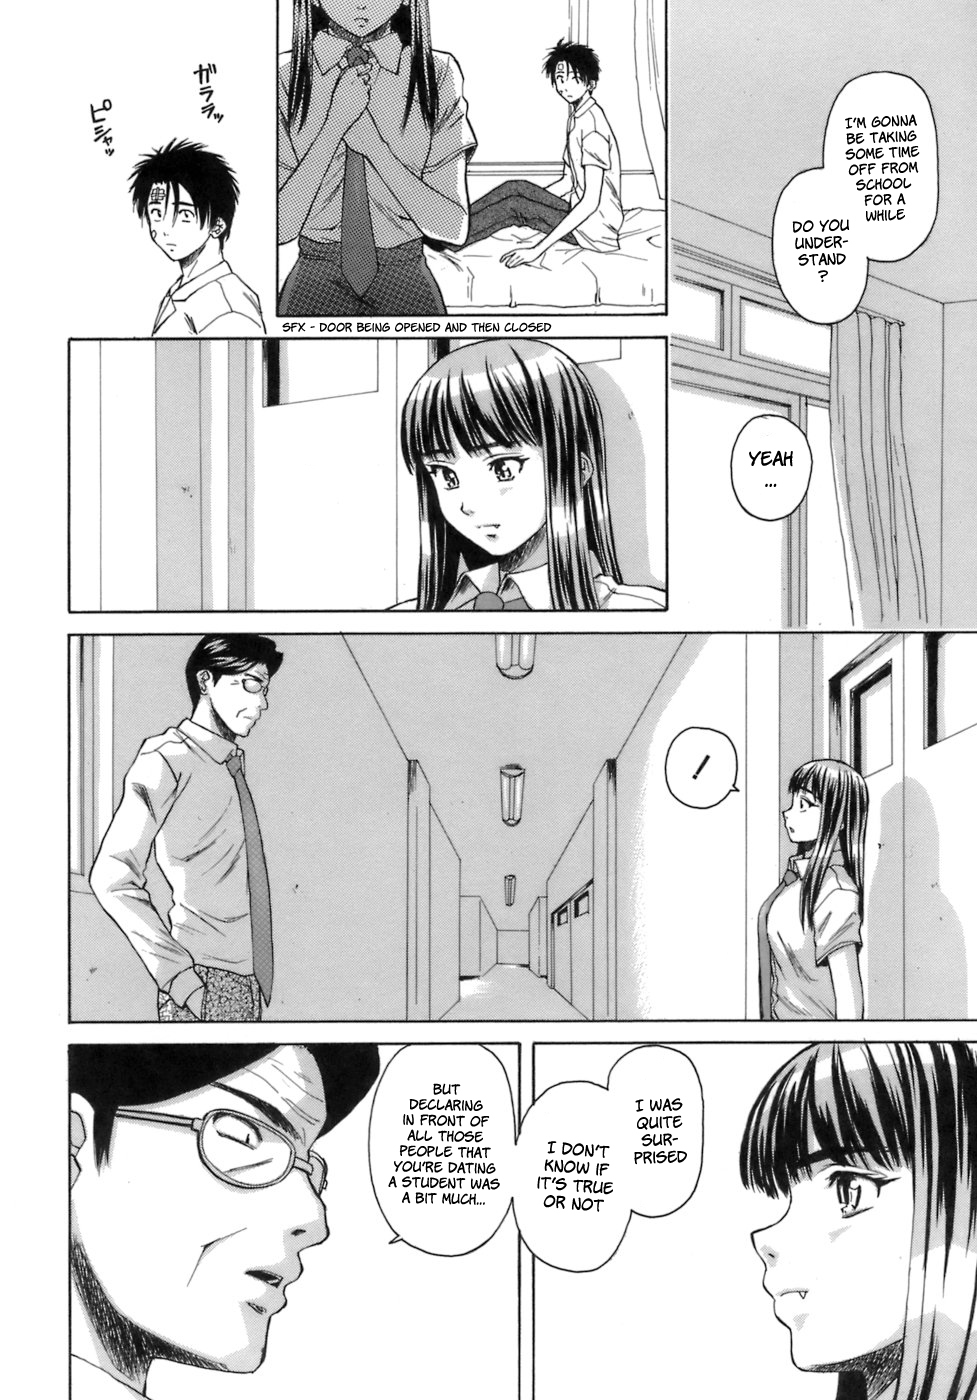 I'M GONNA
BE TAKING
SOME TIME
OFF FROM
SCHOOL
FOR A
WHILE
DO YOU
UNDER-
STAND
?
YEAH
...
ガララッ
ピシャッ
SFX - DOOR BEING OPENED AND THEN CLOSED
!
I WAS
QUITE
SUR-
PRISED
I DON'T
KNOW IF
IT'S TRUE
OR NOT
BUT
DECLARING
IN FRONT OF
ALL THOSE
PEOPLE THAT
YOU'RE DATING
A STUDENT WAS
A BIT MUCH...